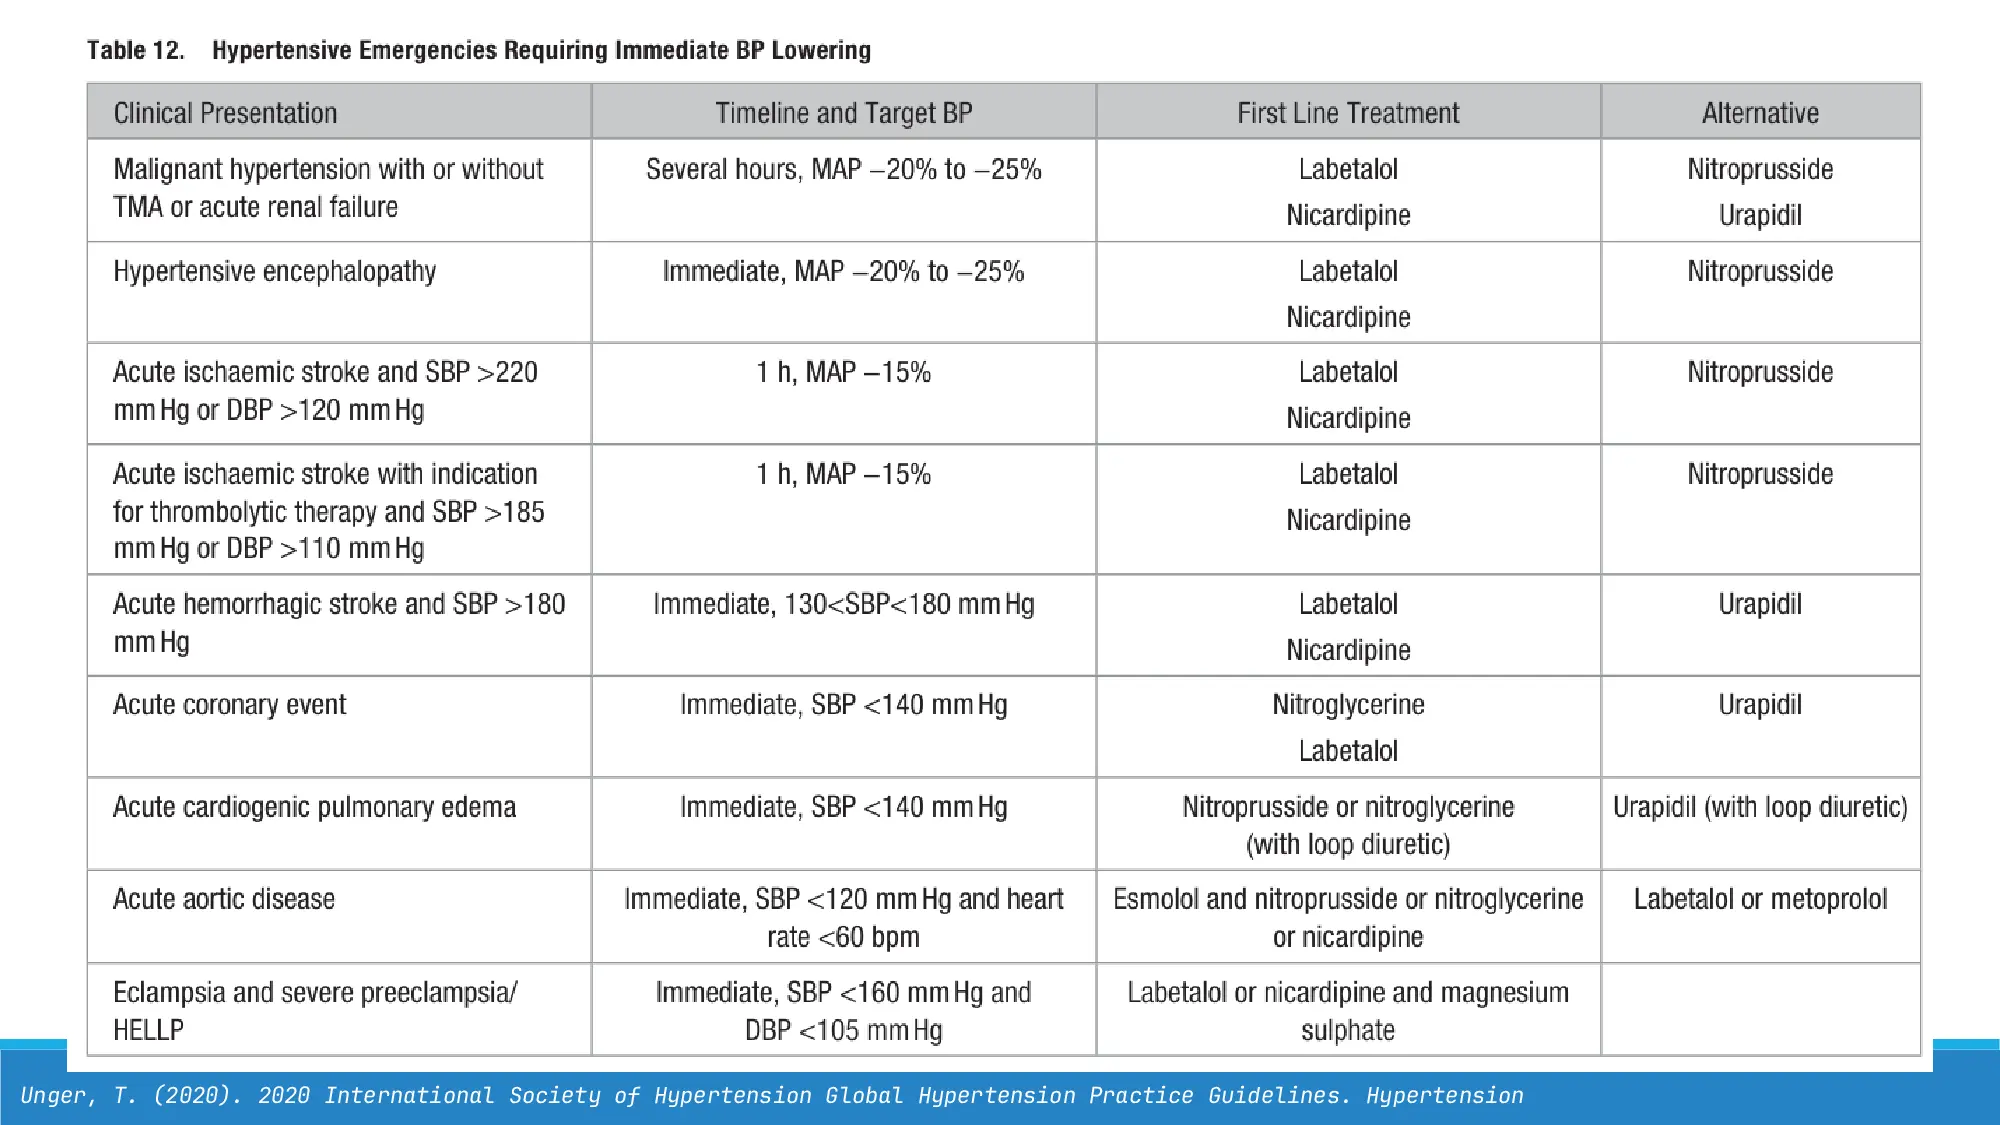 Table 12. Hypertensive Emergencies Requiring Immediate BP Lowering
Clinical Presentation
Timeline and Target BP
First Line Treatment
Alternative
Malignant hypertension with or without
TMA or acute renal failure
Several hours, MAP –20% to –25%
Labetalol
Nicardipine
Nitroprusside
Urapidil
Hypertensive encephalopathy
Immediate, MAP –20% to –25%
Labetalol
Nicardipine
Nitroprusside
Acute ischaemic stroke and SBP >220
mm Hg or DBP >120 mm Hg
1 h, MAP –15%
Labetalol
Nicardipine
Nitroprusside
Acute ischaemic stroke with indication
for thrombolytic therapy and SBP >185
mm Hg or DBP >110 mm Hg
1 h, MAP –15%
Labetalol
Nicardipine
Nitroprusside
Acute hemorrhagic stroke and SBP >180
mm Hg
Immediate, 130<SBP<180 mm Hg
Labetalol
Nicardipine
Urapidil
Acute coronary event
Immediate, SBP <140 mm Hg
Nitroglycerine
Labetalol
Urapidil
Acute cardiogenic pulmonary edema
Immediate, SBP <140 mm Hg
Nitroprusside or nitroglycerine
(with loop diuretic)
Urapidil (with loop diuretic)
Acute aortic disease
Immediate, SBP <120 mm Hg and heart
rate <60 bpm
Esmolol and nitroprusside or nitroglycerine
or nicardipine
Labetalol or metoprolol
Eclampsia and severe preeclampsia/
HELLP
Immediate, SBP <160 mm Hg and
DBP <105 mm Hg
Labetalol or nicardipine and magnesium
sulphate
Unger, T. (2020). 2020 International Society of Hypertension Global Hypertension Practice Guidelines. Hypertension